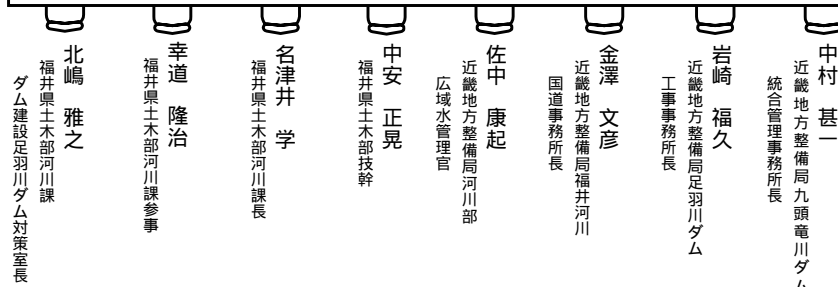 中村 甚一
近畿地方整備局九頭竜川ダム
統合管理事務所長
岩崎 福久
近畿地方整備局足羽川ダム
工事事務所長
金澤 文彦
近畿地方整備局福井河川
国道事務所長
佐中 康起
近畿地方整備局河川部
広域水管理官
中安 正晃
福井県土木部技幹
名津井 学
福井県土木部河川課長
幸道 隆治
福井県土木部河川課参事
北嶋 雅之
福井県土木部河川課
ダム建設足羽川ダム対策室長